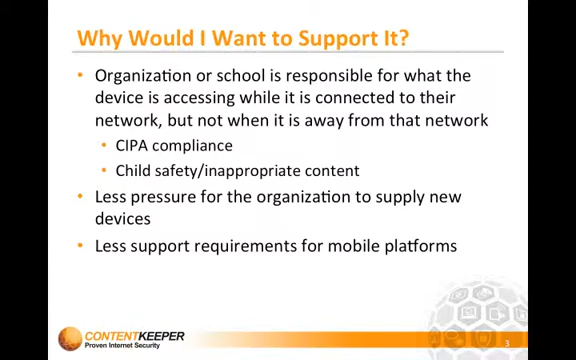 Why Would I Want to Support It?
• Organization or school is responsible for what the
device is accessing while it is connected to their
network, but not when it is away from that network
• CIPA compliance
• Child safety/inappropriate content
• Less pressure for the organization to supply new
devices
• Less support requirements for mobile platforms
CONTENTKEEPER
Proven Internet Security
3